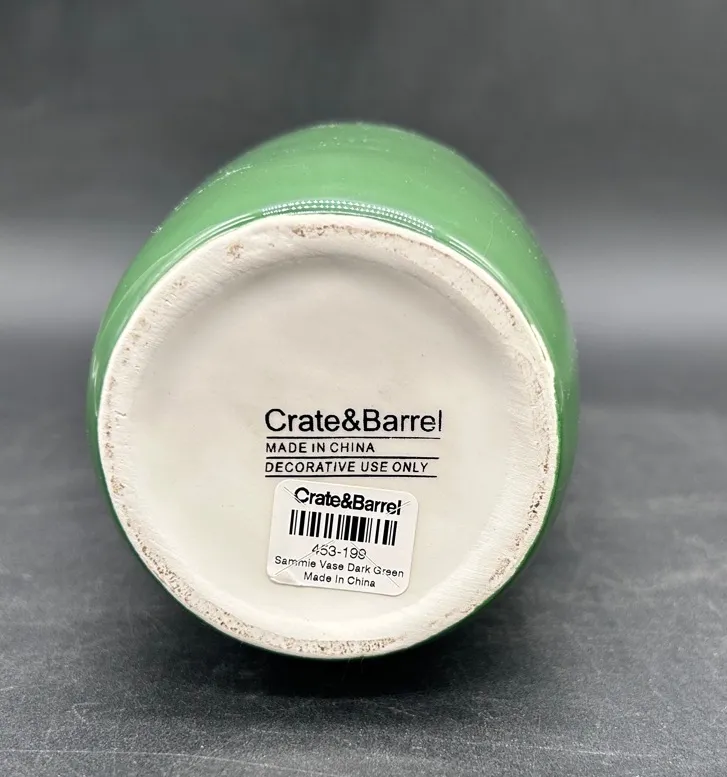 Crate&Barrel
MADE IN CHINA
DECORATIVE USE ONLY
Crate&Barrel
453-199
Sammie Vase Dark Green
Made In China